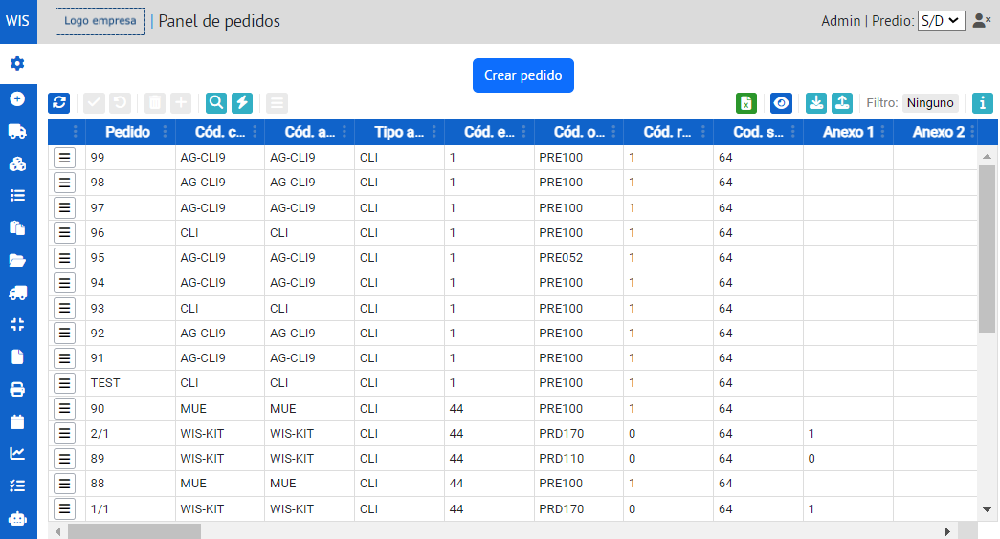 WIS Logo empresa | Panel de pedidos Admin | Predio: S/D
Crear pedido
Filtro: Ninguno
Pedido Cód. c... Cód. a... Tipo a... Cód. e... Cód. o... Cód. r... Cod. s... Anexo 1 Anexo 2
99 AG-CLI9 AG-CLI9 CLI 1 PRE100 1 64
98 AG-CLI9 AG-CLI9 CLI 1 PRE100 1 64
97 AG-CLI9 AG-CLI9 CLI 1 PRE100 1 64
96 CLI CLI CLI 1 PRE100 1 64
95 AG-CLI9 AG-CLI9 CLI 1 PRE052 1 64
94 AG-CLI9 AG-CLI9 CLI 1 PRE100 1 64
93 CLI CLI CLI 1 PRE100 1 64
92 AG-CLI9 AG-CLI9 CLI 1 PRE100 1 64
91 AG-CLI9 AG-CLI9 CLI 1 PRE100 1 64
TEST CLI CLI CLI 1 PRE100 1 64
90 MUE MUE CLI 44 PRE100 1 64
2/1 WIS-KIT WIS-KIT CLI 44 PRD170 0 64 1
89 WIS-KIT WIS-KIT CLI 44 PRD110 0 64 0
88 MUE MUE CLI 44 PRE100 1 64
1/1 WIS-KIT WIS-KIT CLI 44 PRD170 0 64 1